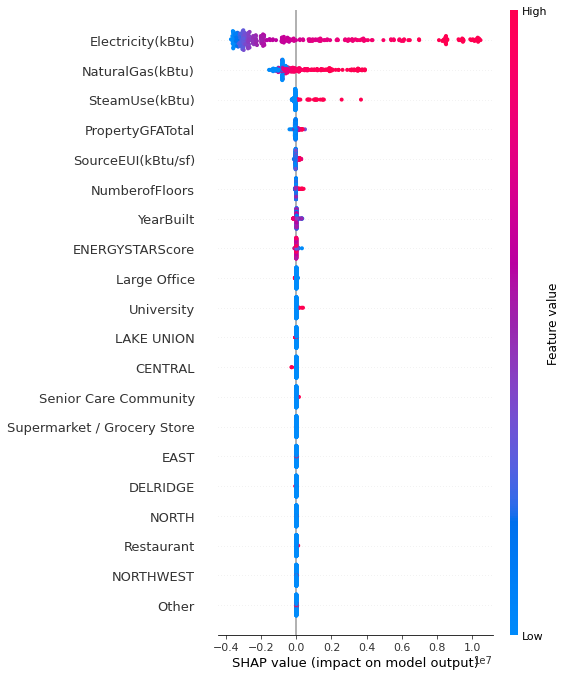 High
Electricity(kBtu)
NaturalGas(kBtu)
SteamUse(kBtu)
PropertyGFATotal
SourceEUI(kBtu/sf)
NumberofFloors
YearBuilt
ENERGYSTARScore
Large Office
University
LAKE UNION
CENTRAL
Senior Care Community
Supermarket / Grocery Store
EAST
DELRIDGE
NORTH
Restaurant
NORTHWEST
Other
Feature value
Low
−0.4 −0.2 0.0 0.2 0.4 0.6 0.8 1.0
1e7
SHAP value (impact on model output)